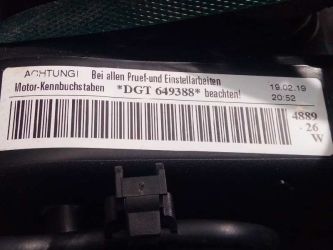 ACHTUNG! Bei allen Pruef-und Einstellarbeiten
Motor-Kennbuchstaben *DGT 649388* beachten!
19.02.19
20:52
4889
-26
W